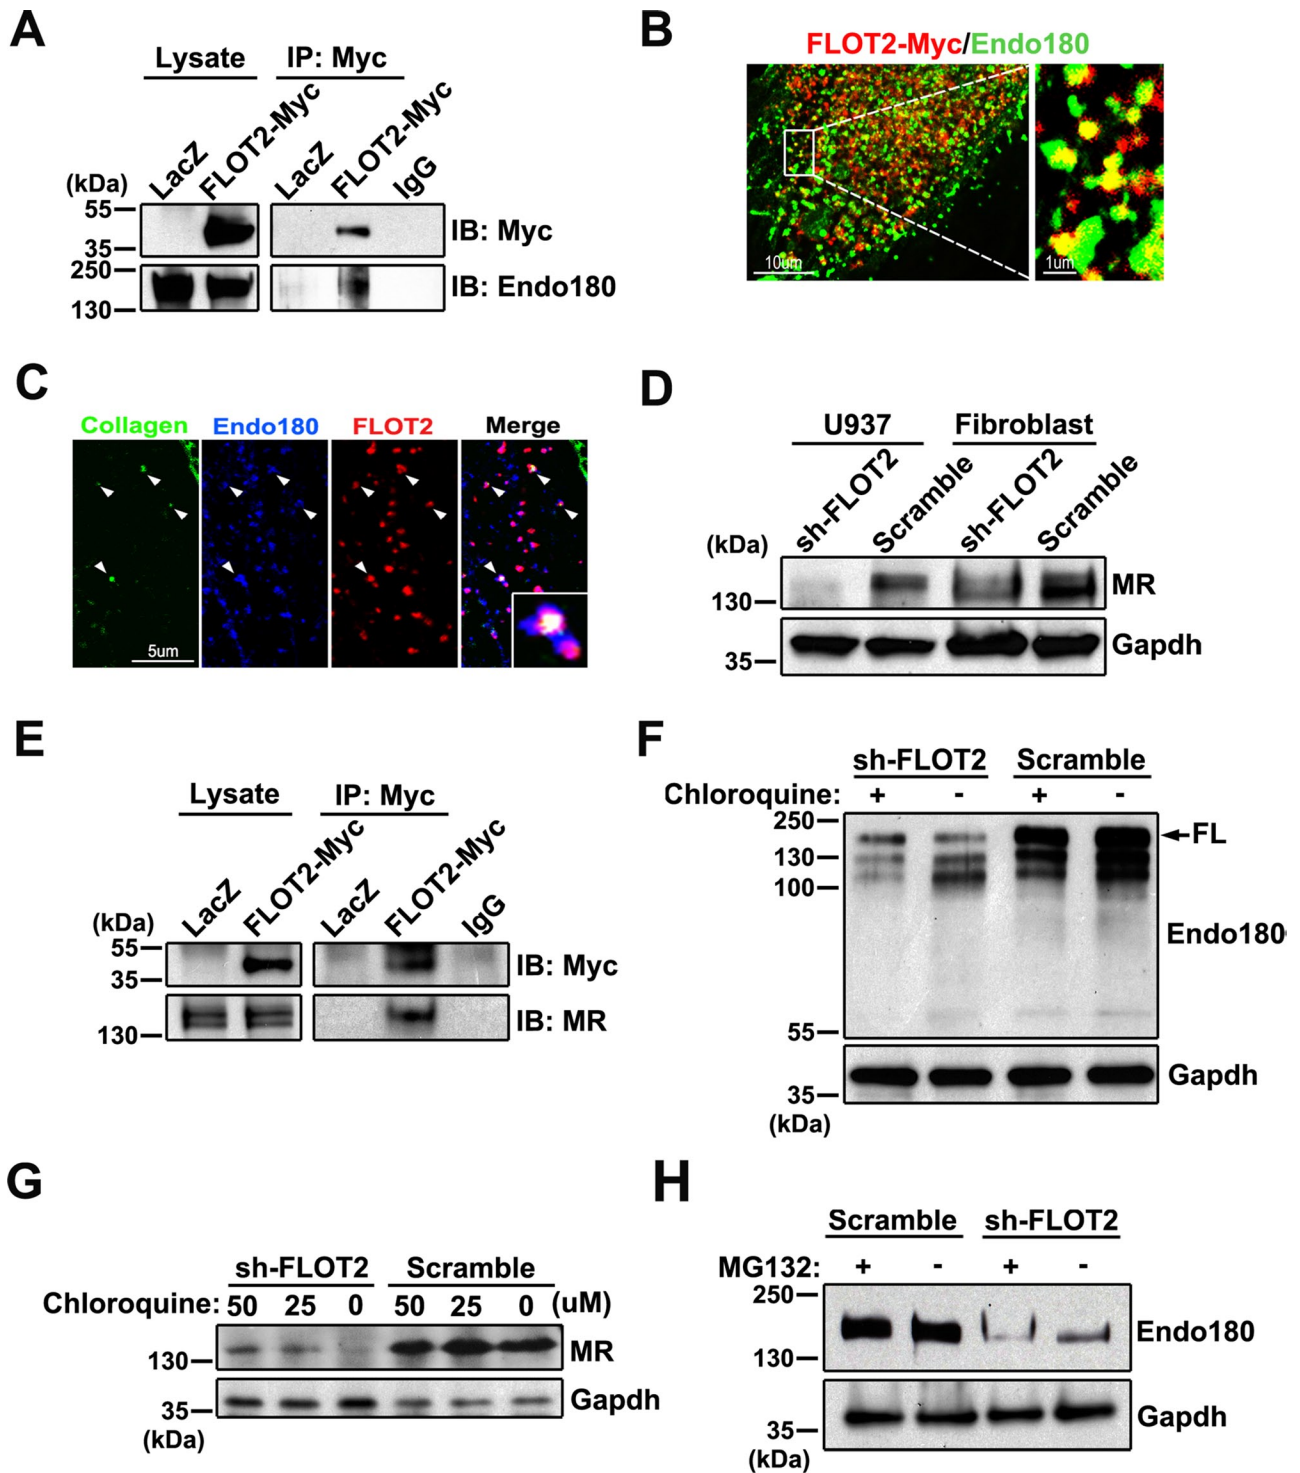 A
Lysate
IP: Myc
(kDa)
LacZ
FLOT2-Myc
LacZ
FLOT2-Myc
IgG
55
35
IB: Myc
250
130
IB: Endo180
B
FLOT2-Myc/Endo180
10um
1um
C
Collagen
Endo180
FLOT2
Merge
5um
D
U937
Fibroblast
(kDa)
sh-FLOT2
Scramble
sh-FLOT2
Scramble
130
MR
35
Gapdh
E
Lysate
IP: Myc
(kDa)
LacZ
FLOT2-Myc
LacZ
FLOT2-Myc
IgG
55
35
IB: Myc
130
IB: MR
F
sh-FLOT2
Scramble
Chloroquine: + - + -
250
FL
130
100
Endo180
55
Gapdh
35
(kDa)
G
sh-FLOT2
Scramble
Chloroquine: 50 25 0 50 25 0 (uM)
MR
130
Gapdh
35
(kDa)
H
Scramble
sh-FLOT2
MG132: + - + -
250
Endo180
130
Gapdh
35
(kDa)